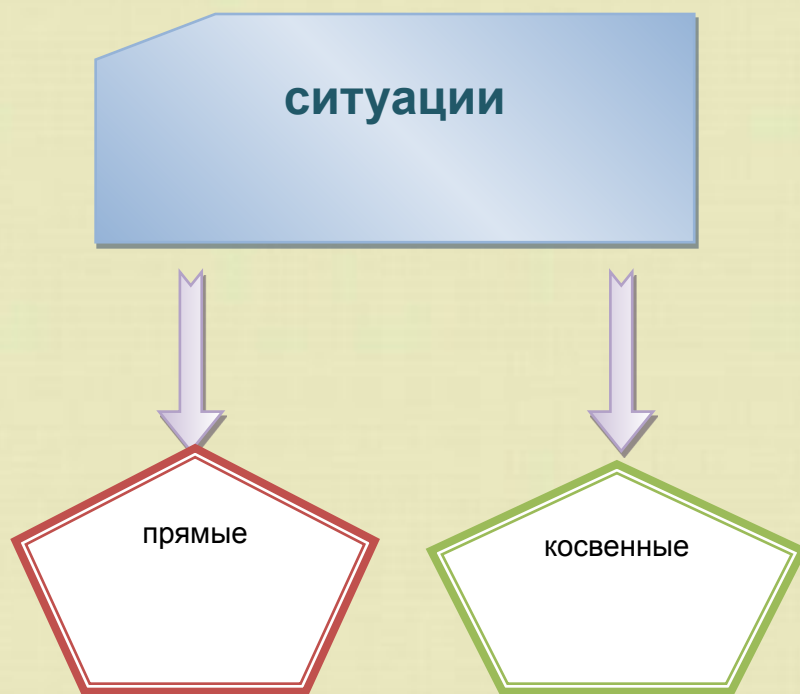 ситуации
прямые
косвенные